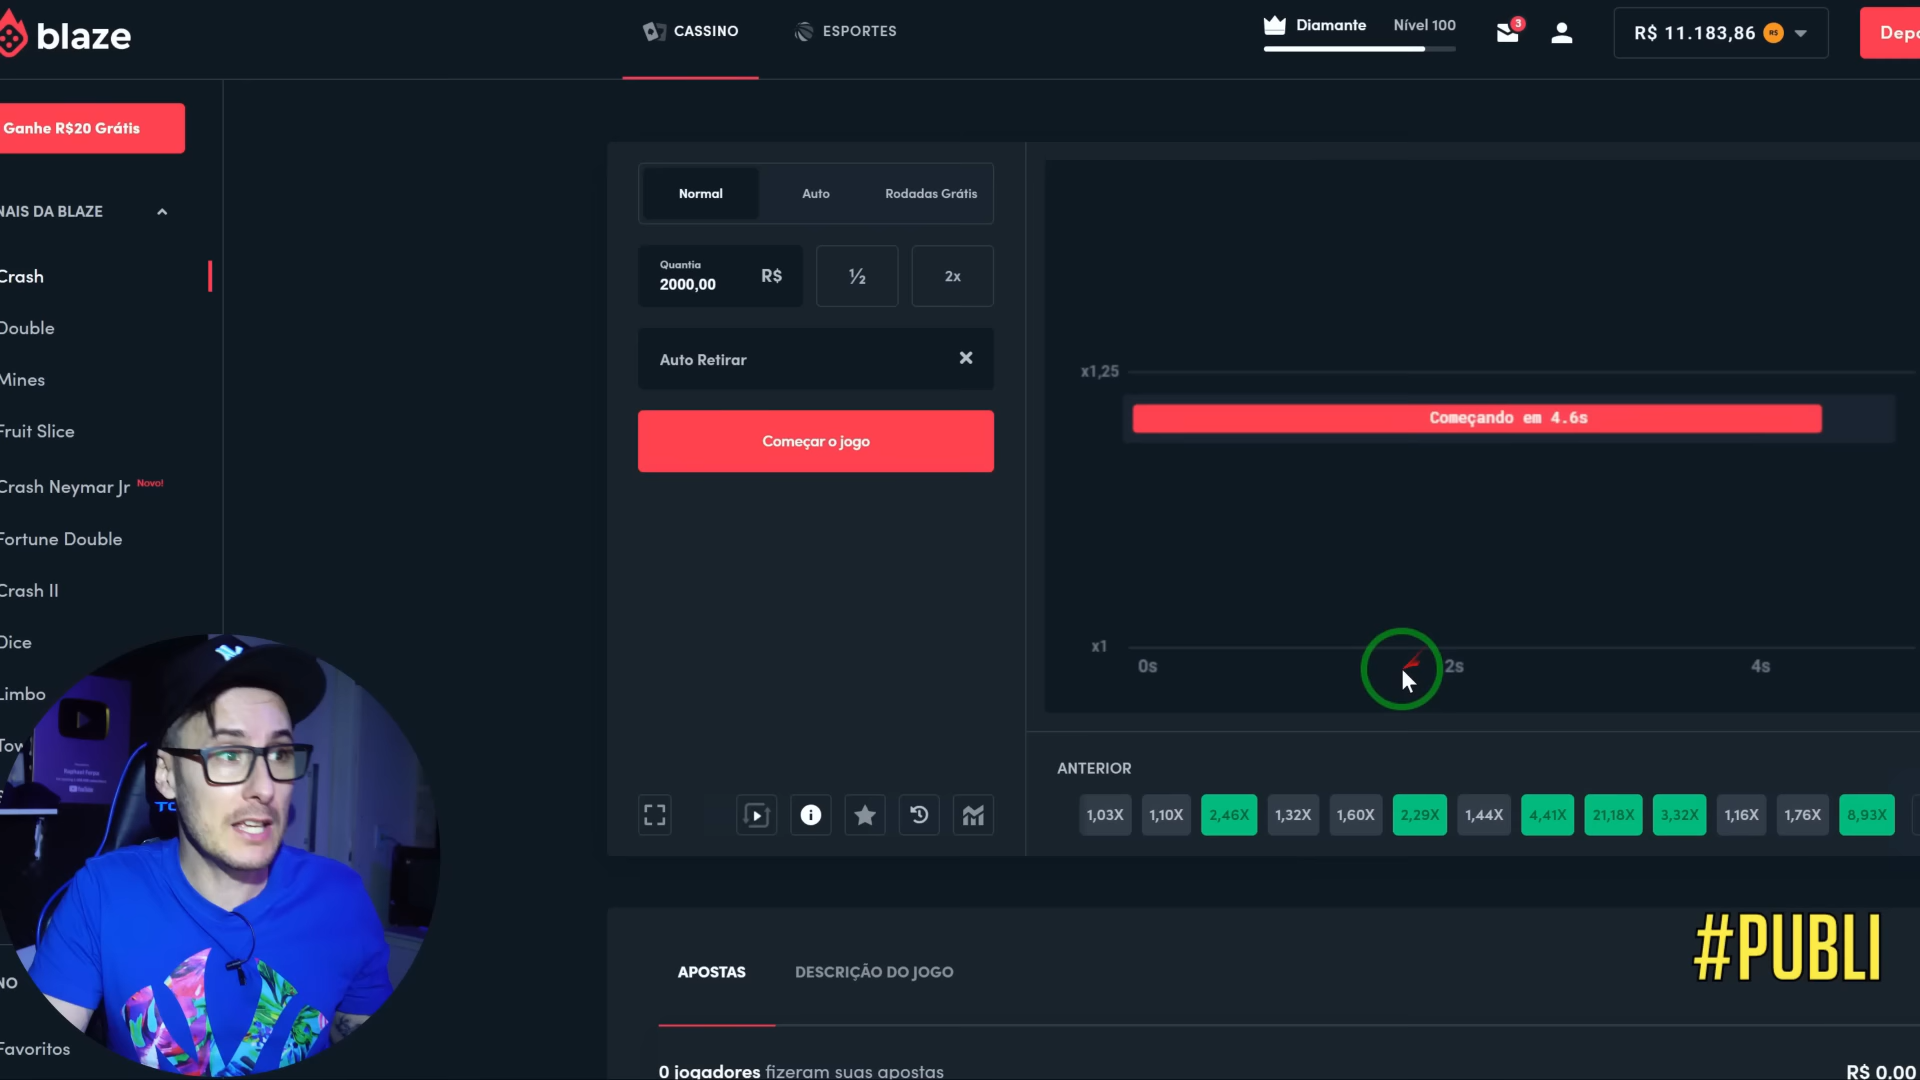 blaze
CASSINO
ESPORTES
Diamante
Nível 100
3
R$ 11.183,86
R$
Depo
Ganhe R$20 Grátis
NAIS DA BLAZE
Crash
Double
Mines
Fruit Slice
Crash Neymar Jr Novo!
Fortune Double
Crash II
Dice
Limbo
Tow
NO
Favoritos
Normal
Auto
Rodadas Grátis
Quantia
2000,00
R$
½
2x
Auto Retirar
Começar o jogo
x1,25
Começando em 4.6s
x1
0s
2s
4s
ANTERIOR
1,03X 1,10X 2,46X 1,32X 1,60X 2,29X 1,44X 4,41X 21,18X 3,32X 1,16X 1,76X 8,93X
#PUBLI
APOSTAS
DESCRIÇÃO DO JOGO
0 jogadores fizeram suas apostas
R$ 0.00